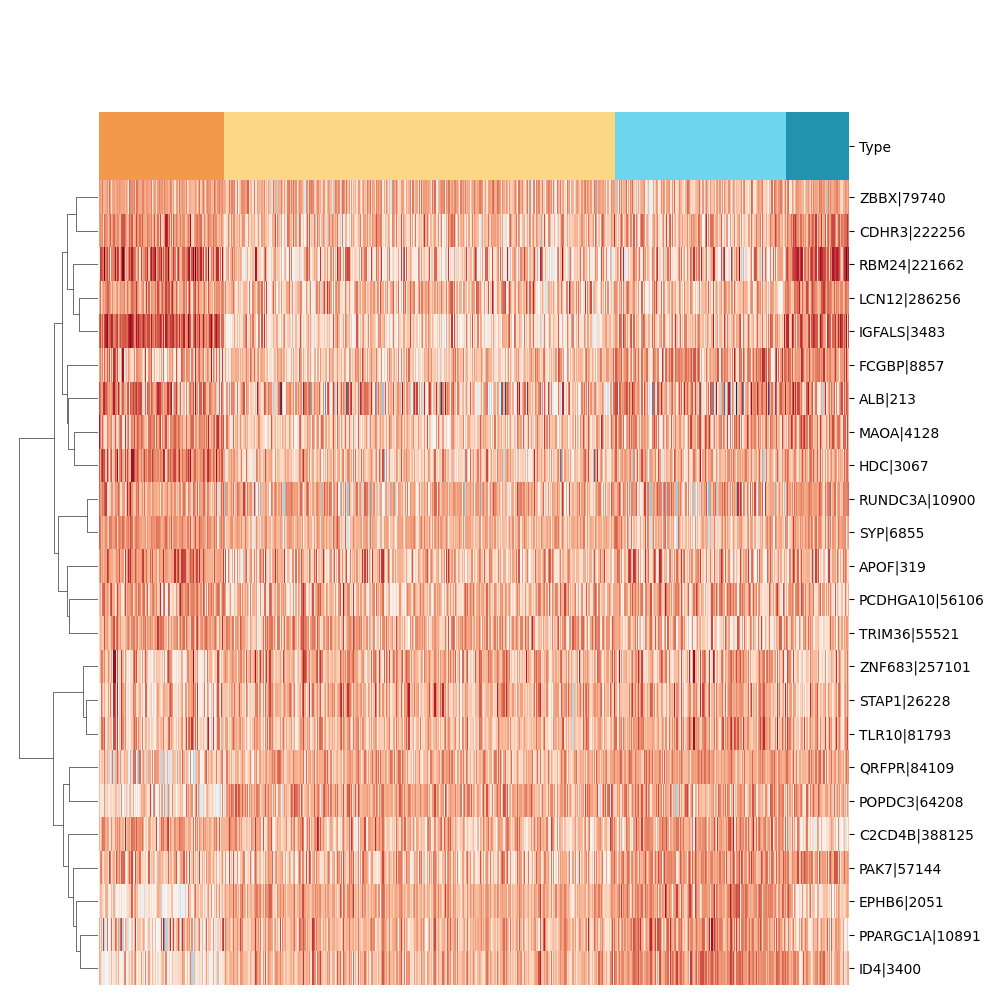 Type
ZBBX|79740
CDHR3|222256
RBM24|221662
LCN12|286256
IGFALS|3483
FCGBP|8857
ALB|213
MAOA|4128
HDC|3067
RUNDC3A|10900
SYP|6855
APOF|319
PCDHGA10|56106
TRIM36|55521
ZNF683|257101
STAP1|26228
TLR10|81793
QRFPR|84109
POPDC3|64208
C2CD4B|388125
PAK7|57144
EPHB6|2051
PPARGC1A|10891
ID4|3400